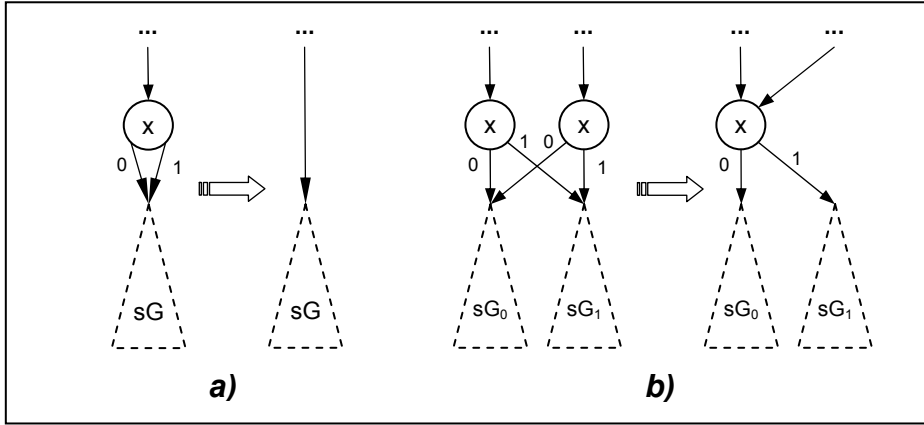 ... ... ... ... ... ...
x x x x
0 1 0 1 0 1 0 1
sG sG sG₀ sG₁ sG₀ sG₁
a) b)